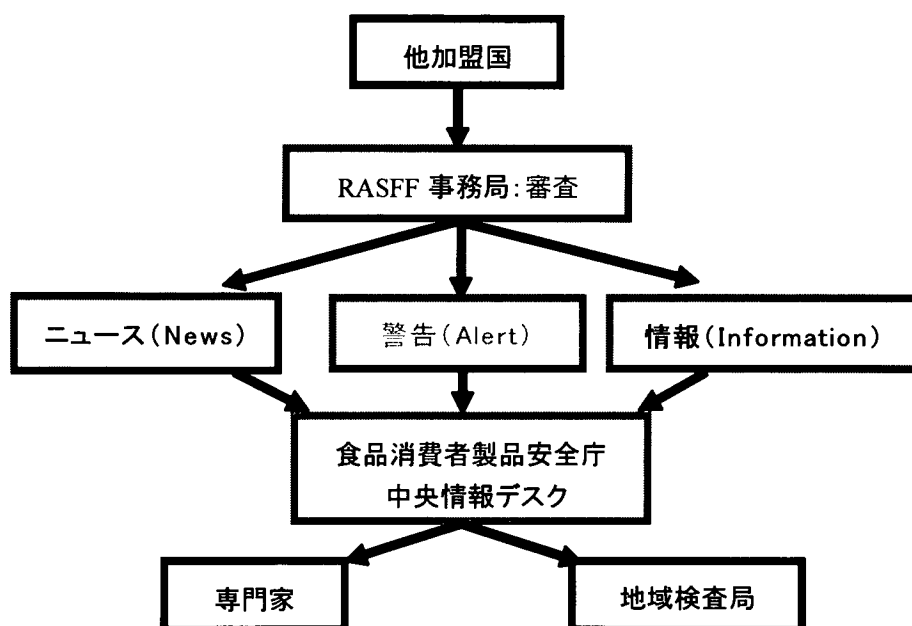 他加盟国
RASFF 事務局：審査
ニュース（News）
警告（Alert）
情報（Information）
食品消費者製品安全庁
中央情報デスク
専門家
地域検査局